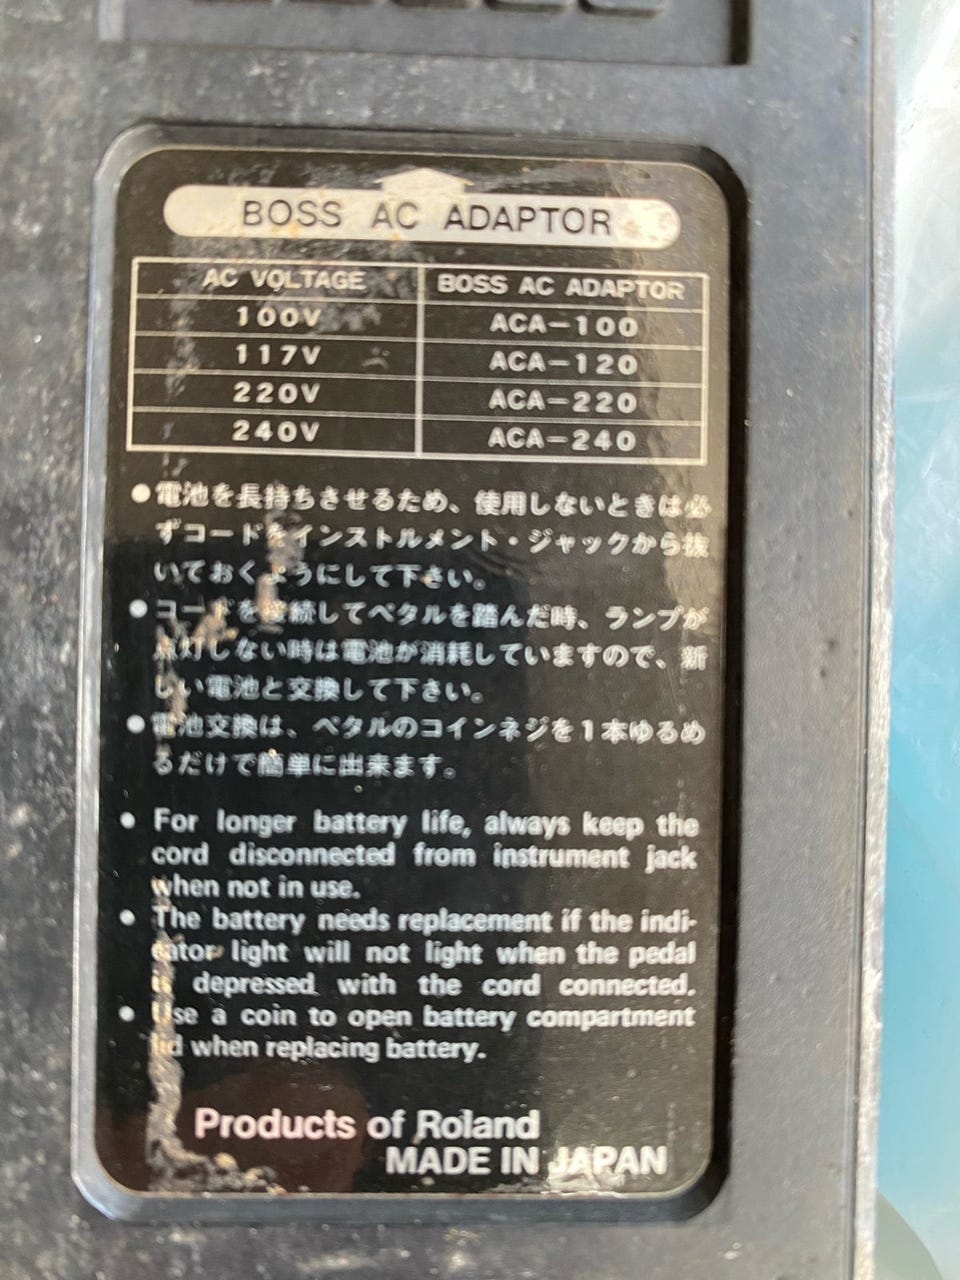 BOSS AC ADAPTOR
AC VOLTAGE BOSS AC ADAPTOR
100V ACA-100
117V ACA-120
220V ACA-220
240V ACA-240
●電池を長持ちさせるため、使用しないときは必
ずコードをインストルメント・ジャックから抜
いておくようにして下さい。
●コードを接続してペダルを踏んだ時、ランプが
点灯しない時は電池が消耗していますので、新
しい電池と交換して下さい。
●電池交換は、ペダルのコインネジを1本ゆるめ
るだけで簡単に出来ます。
● For longer battery life, always keep the
cord disconnected from instrument jack
when not in use.
● The battery needs replacement if the indi-
cator light will not light when the pedal
is depressed with the cord connected.
● Use a coin to open battery compartment
lid when replacing battery.
Products of Roland
MADE IN JAPAN